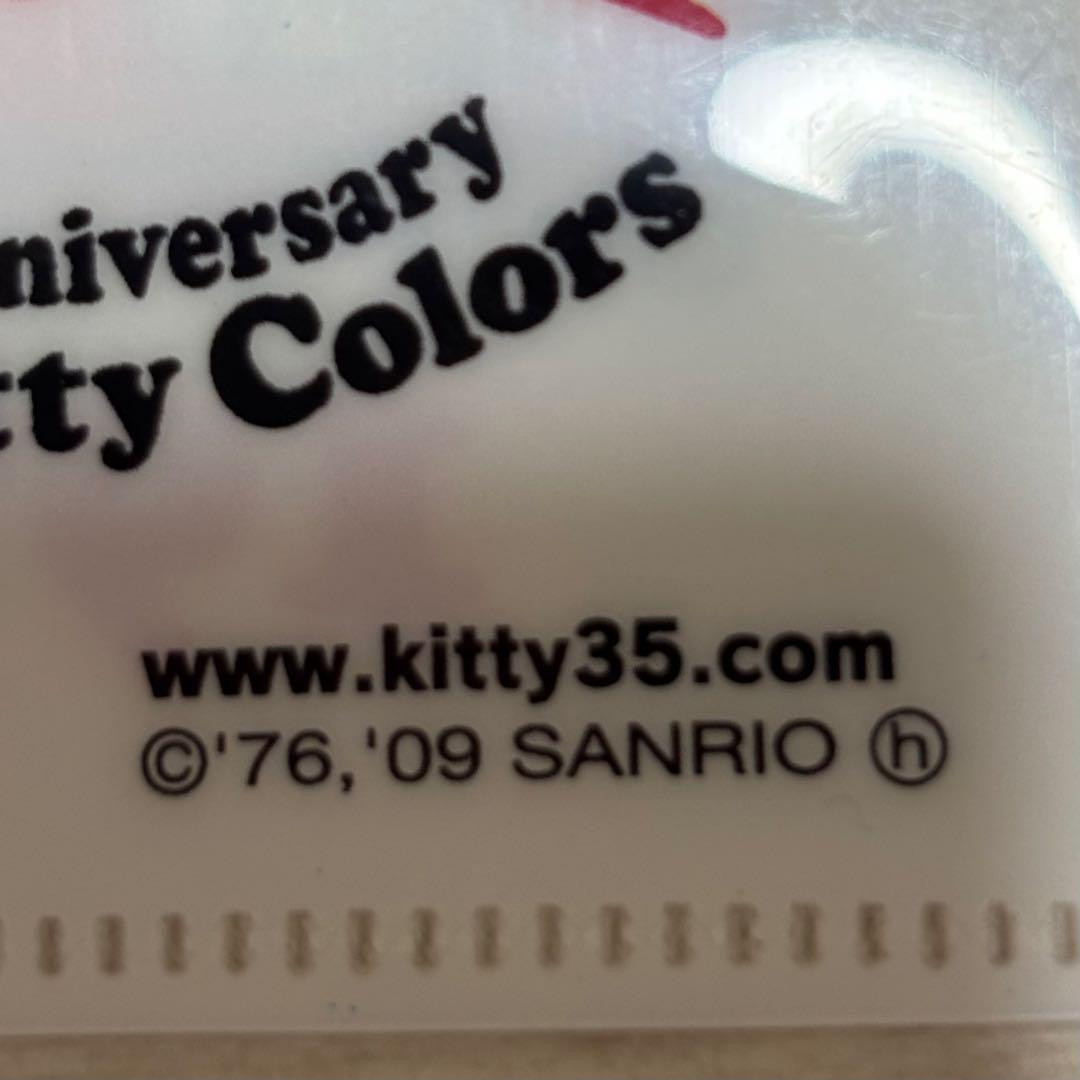 niversary
tty Colors
www.kitty35.com
©'76,'09 SANRIO ⓗ